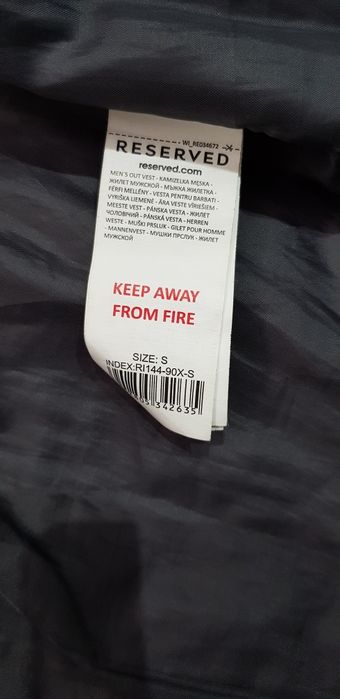 WI_RE034672
RESERVED
reserved.com
MEN'S OUT VEST - KAMIZELKA MĘSKA -
ЖИЛЕТ МУЖСКОЙ - МЪЖКА ЖИЛЕТКА -
FÉRFI MELLÉNY - VESTA PENTRU BARBATI -
VYRIŠKA LIEMENĖ - ĀRA VESTE VĪRIEŠIEM -
MEESTE VEST - PÁNSKA VESTA - ЖИЛЕТ
ЧОЛОВІЧИЙ - PÁNSKÁ VESTA - HERREN
WESTE - MUŠKI PRSLUK - GILET POUR HOMME
- MANNENVEST - МУШКИ ПРСЛУК - ЖИЛЕТ
МУЖСКОЙ
KEEP AWAY
FROM FIRE
SIZE: S
INDEX:RI144-90X-S
342635